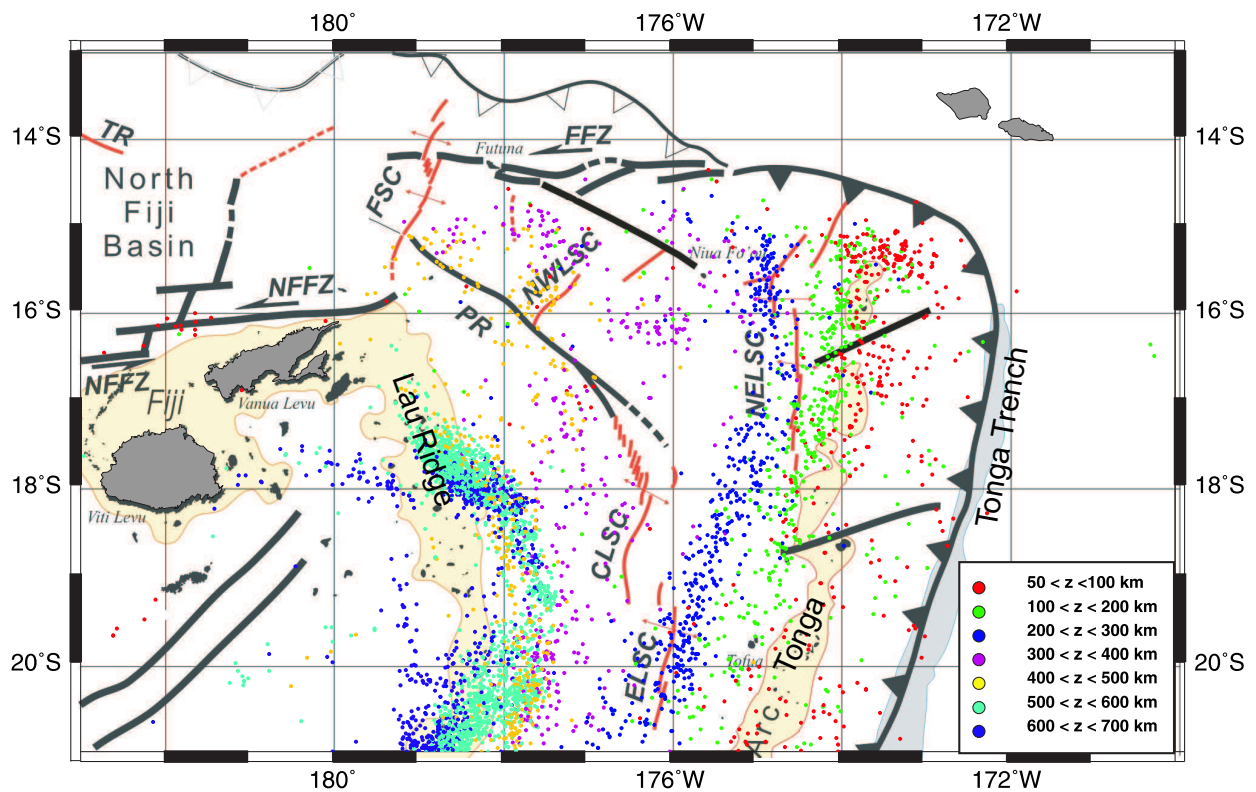 180°
176°W
172°W
14°S
14°S
TR
FFZ
Futuna
North
Fiji
Basin
FSC
NWLSC
NFFZ
16°S
16°S
PR
NFFZ
Fiji
Vanua Levu
Lau Ridge
NELSC
Tonga Trench
18°S
18°S
Viti Levu
CLSC
50 < z <100 km
100 < z < 200 km
200 < z < 300 km
300 < z < 400 km
400 < z < 500 km
500 < z < 600 km
600 < z < 700 km
20°S
20°S
ELSC
Tofua
Tonga
Arc
180°
176°W
172°W